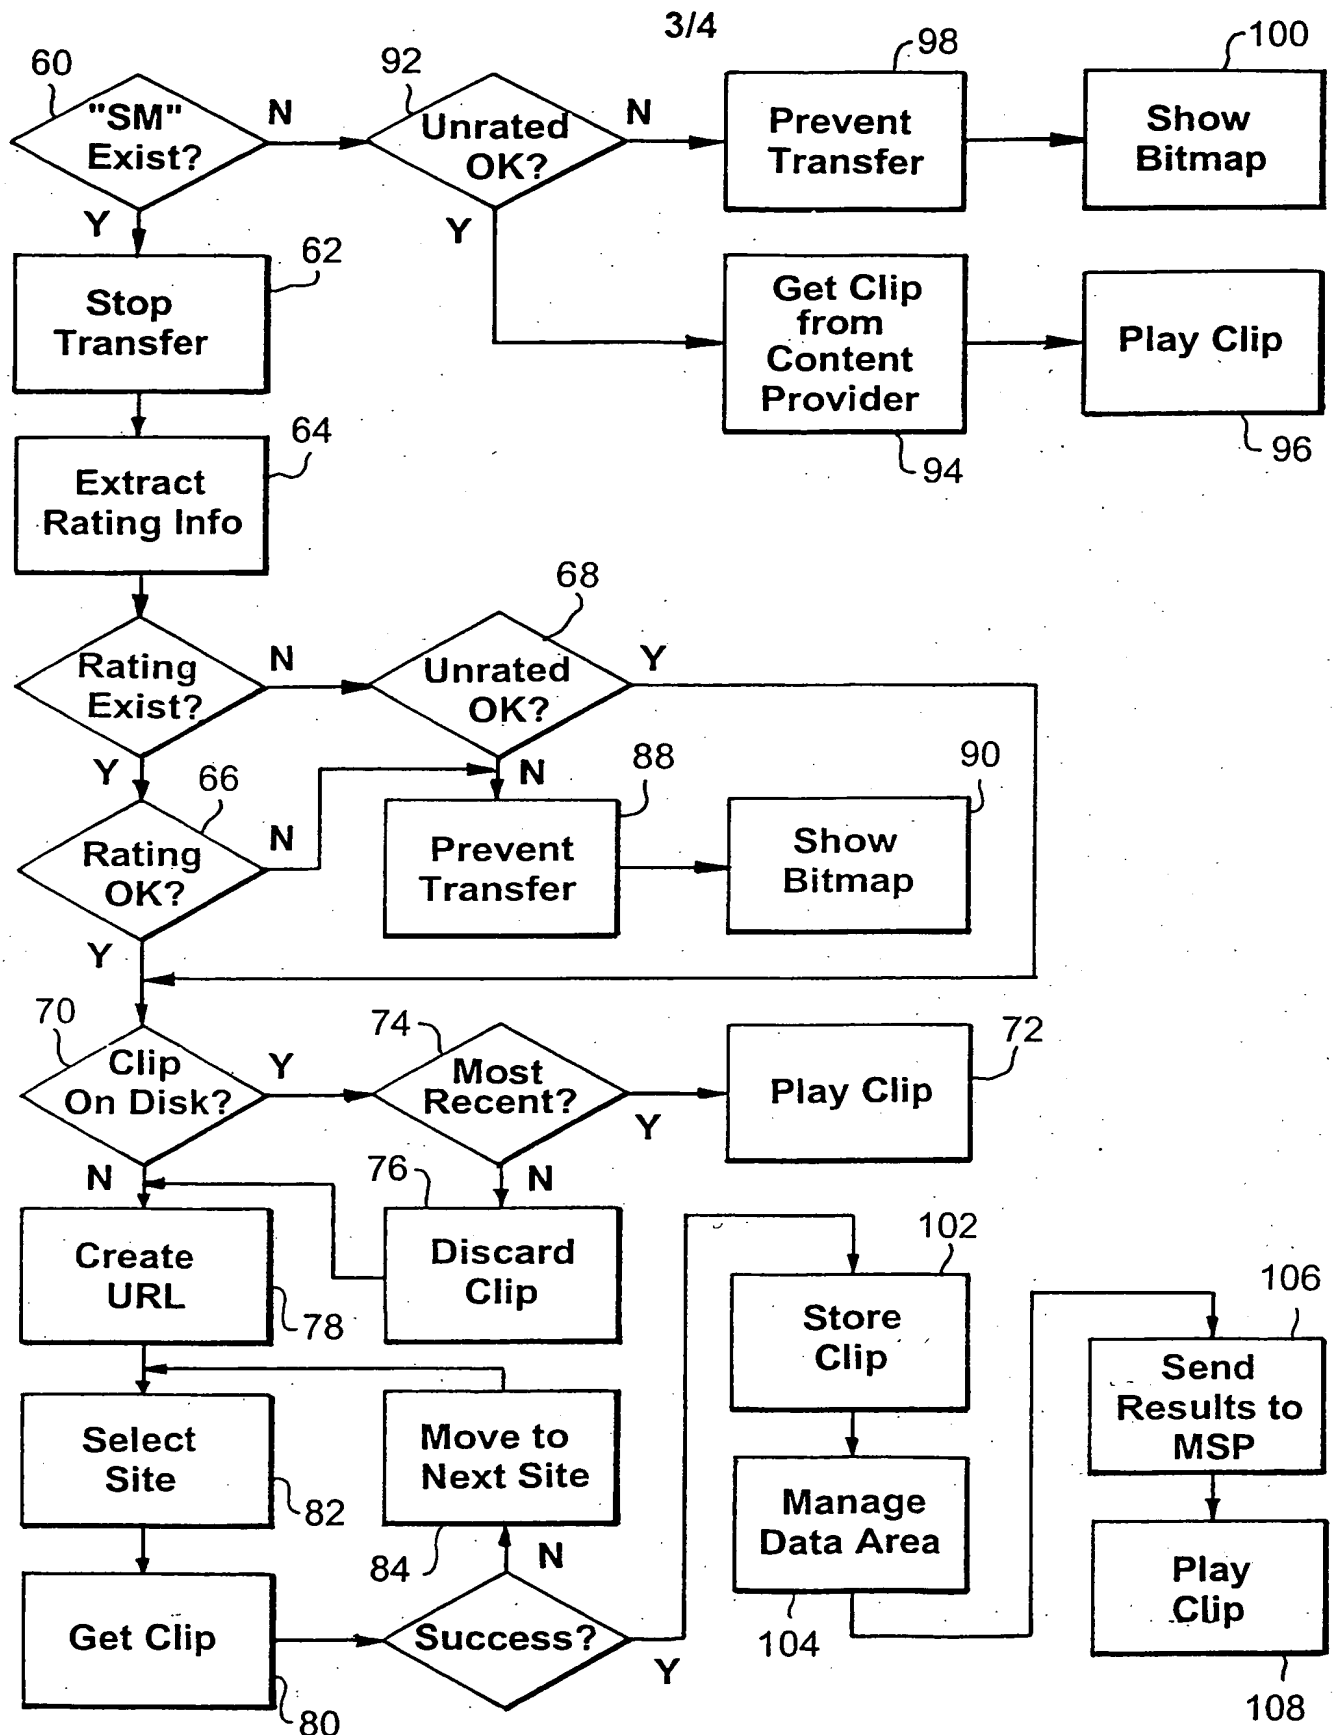 3/4
60
"SM"
Exist?
N
Y
92
Unrated
OK?
N
Y
98
Prevent
Transfer
100
Show
Bitmap
62
Stop
Transfer
Get Clip
from
Content
Provider
94
Play Clip
96
64
Extract
Rating Info
Rating
Exist?
N
Y
68
Unrated
OK?
Y
N
66
Rating
OK?
N
Y
88
Prevent
Transfer
90
Show
Bitmap
70
Clip
On Disk?
Y
N
74
Most
Recent?
Y
N
72
Play Clip
76
Discard
Clip
Create
URL
78
Select
Site
82
Move to
Next Site
84
Get Clip
80
Success?
N
Y
102
Store
Clip
Manage
Data Area
104
106
Send
Results to
MSP
Play
Clip
108